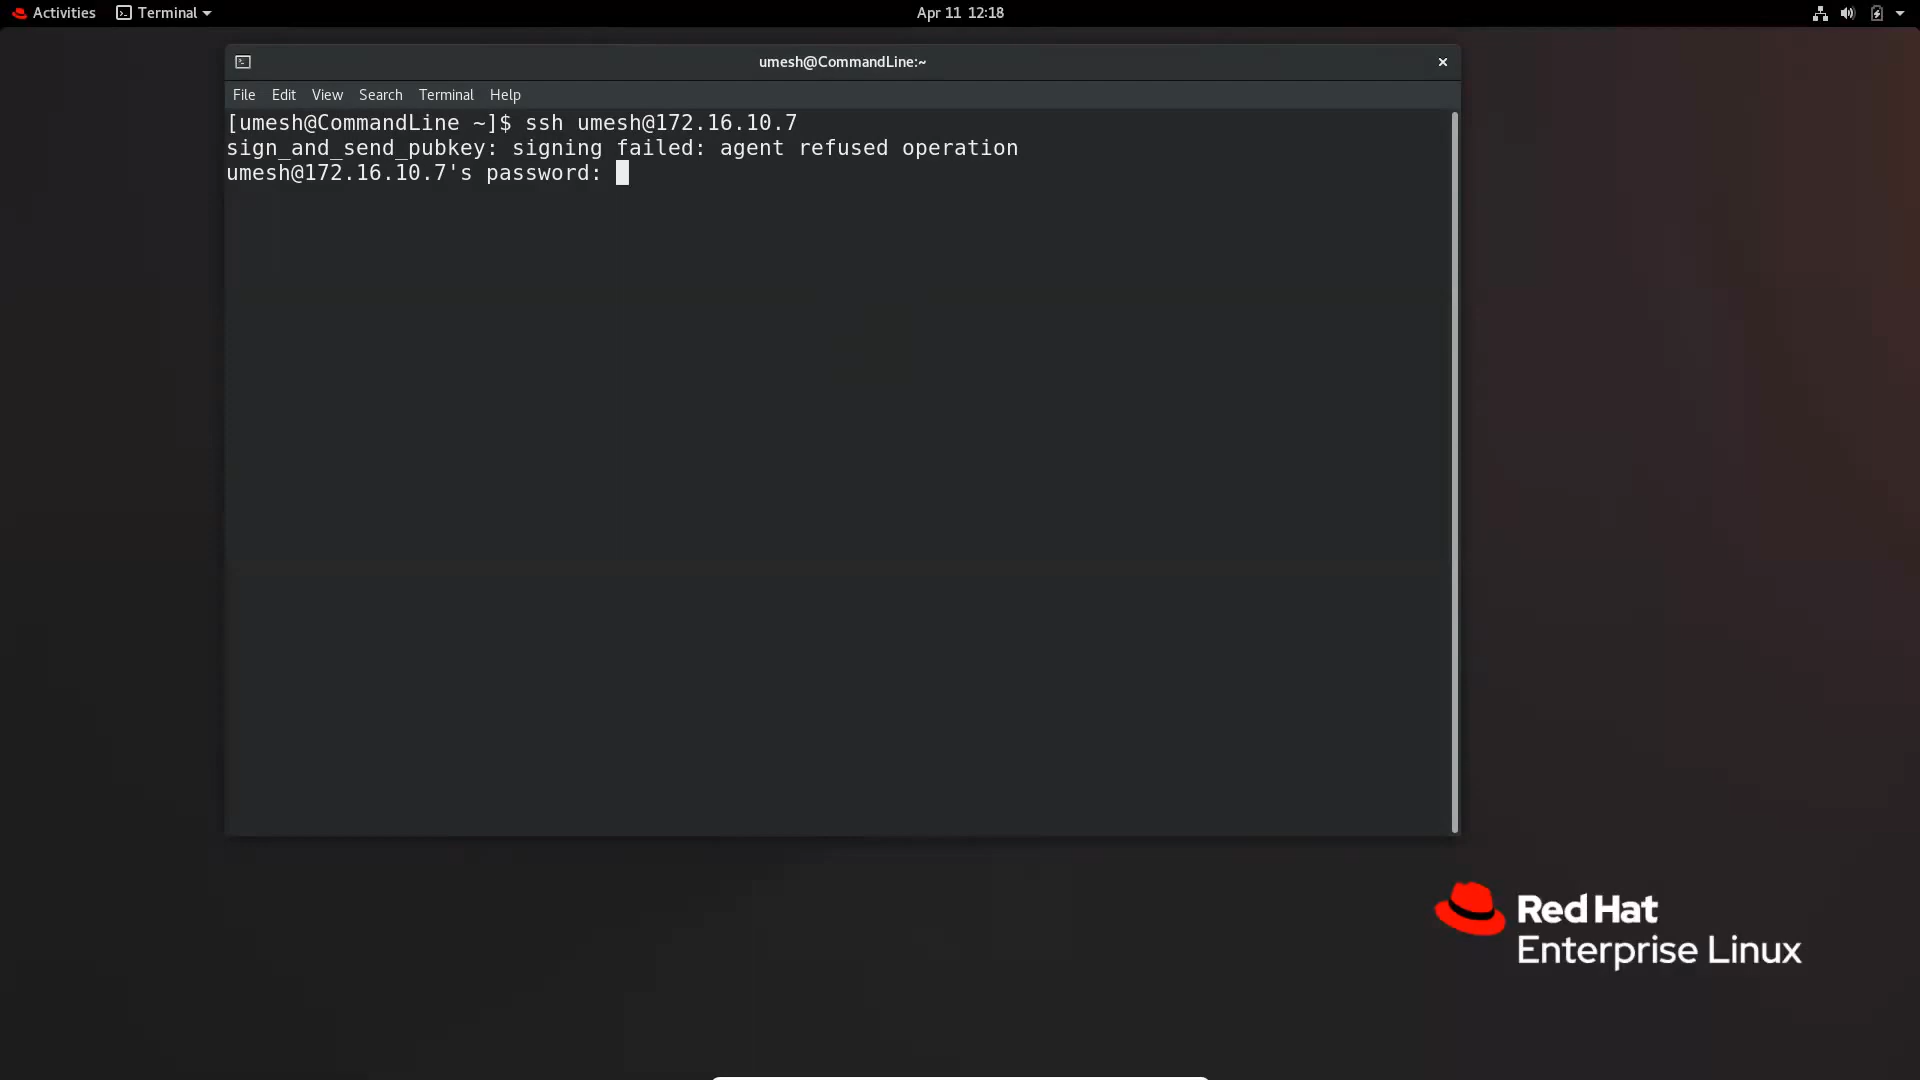 Activities
Terminal
Apr 11 12:18
umesh@CommandLine:~
File Edit View Search Terminal Help
[umesh@CommandLine ~]$ ssh umesh@172.16.10.7
sign_and_send_pubkey: signing failed: agent refused operation
umesh@172.16.10.7's password:
Red Hat
Enterprise Linux